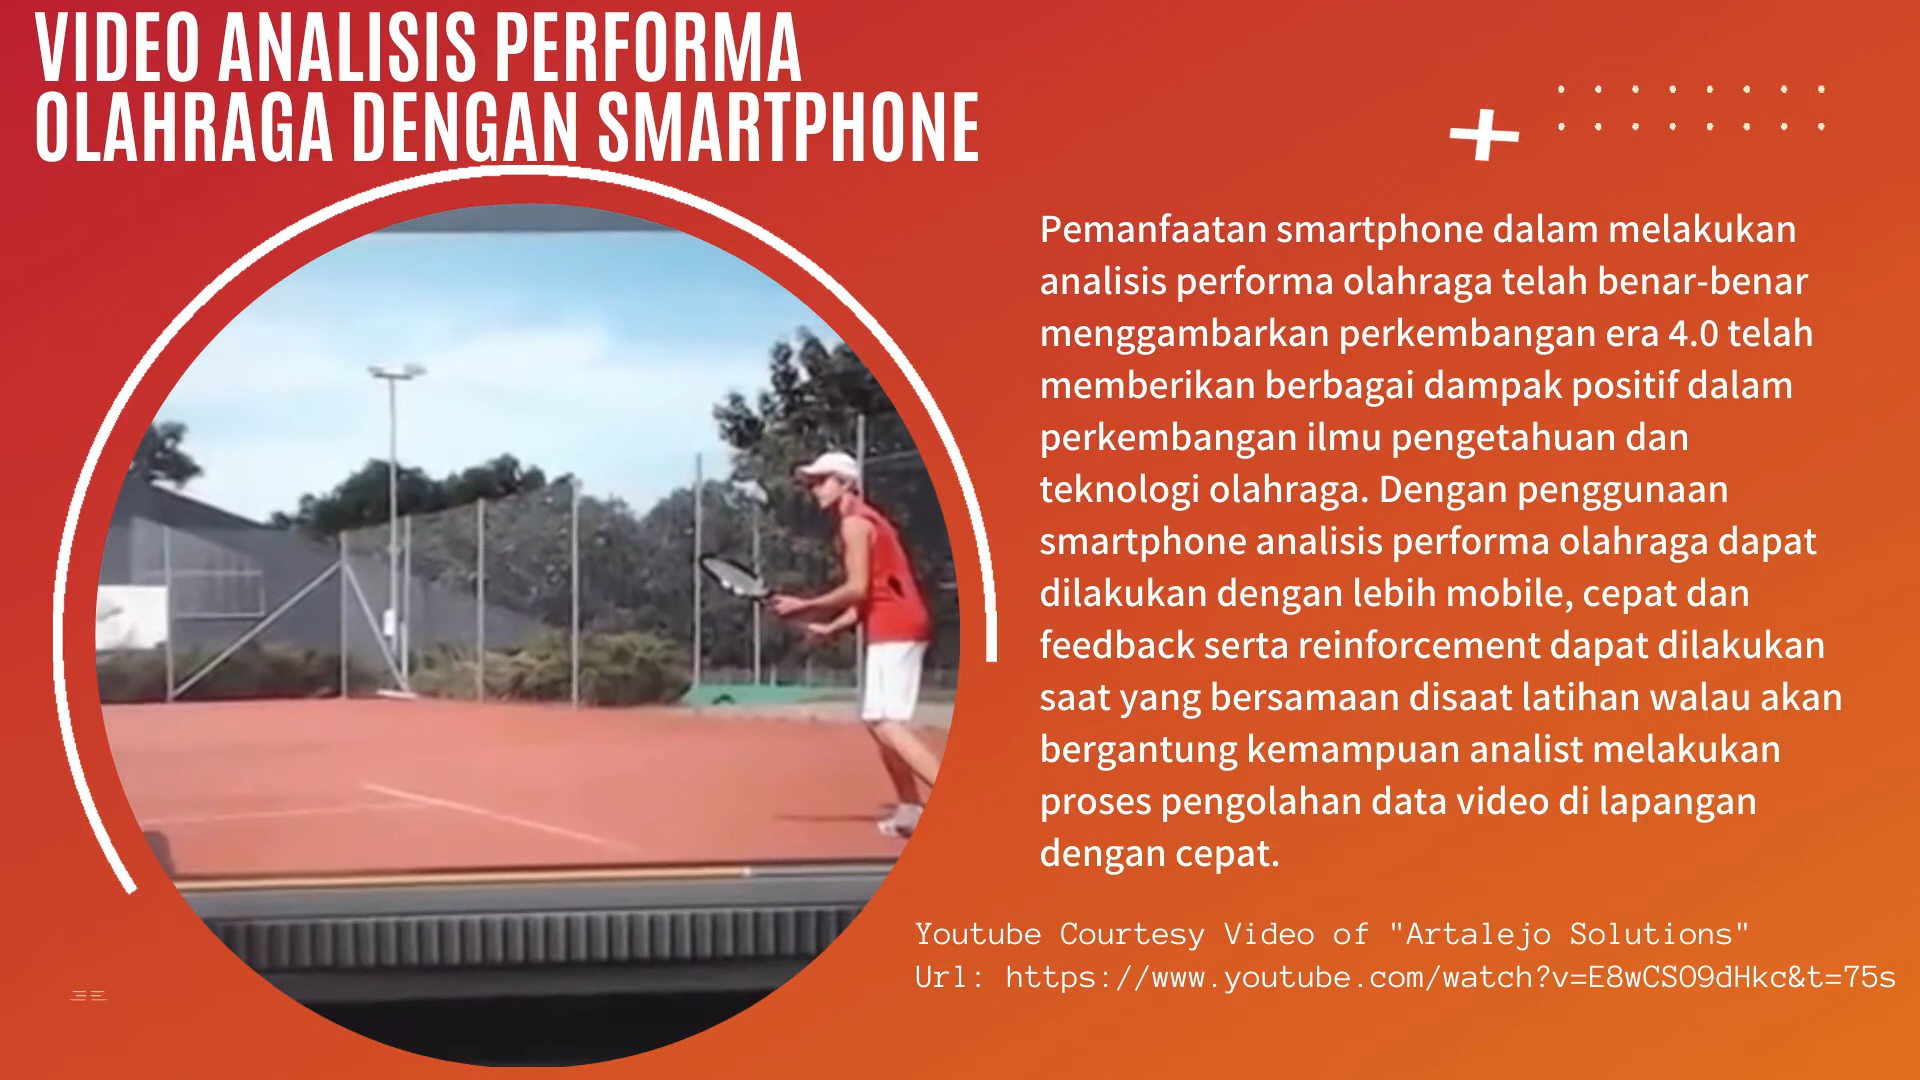 VIDEO ANALISIS PERFORMA
OLAHRAGA DENGAN SMARTPHONE
Pemanfaatan smartphone dalam melakukan
analisis performa olahraga telah benar-benar
menggambarkan perkembangan era 4.0 telah
memberikan berbagai dampak positif dalam
perkembangan ilmu pengetahuan dan
teknologi olahraga. Dengan penggunaan
smartphone analisis performa olahraga dapat
dilakukan dengan lebih mobile, cepat dan
feedback serta reinforcement dapat dilakukan
saat yang bersamaan disaat latihan walau akan
bergantung kemampuan analist melakukan
proses pengolahan data video di lapangan
dengan cepat.
Youtube Courtesy Video of "Artalejo Solutions"
Url: https://www.youtube.com/watch?v=E8wCSO9dHkc&t=75s